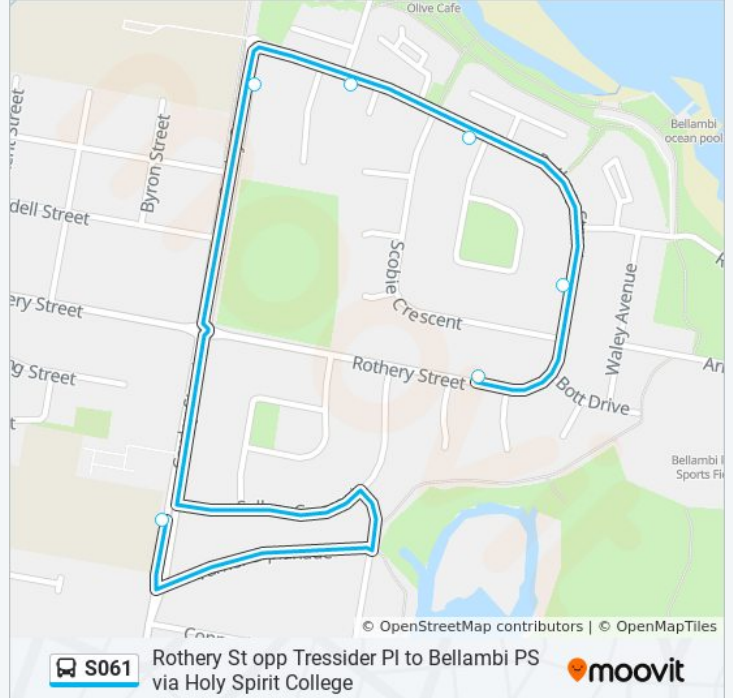 Olive Cafe
Bellambi
ocean pool
Byron Street
dell Street
Scobie
Crescent
Waley Avenue
ery Street
Rothery Street
g Street
Bott Drive
Bellambi
Sports Fi
© OpenStreetMap contributors | © OpenMapTiles
S061
Rothery St opp Tressider Pl to Bellambi PS
via Holy Spirit College
moovit